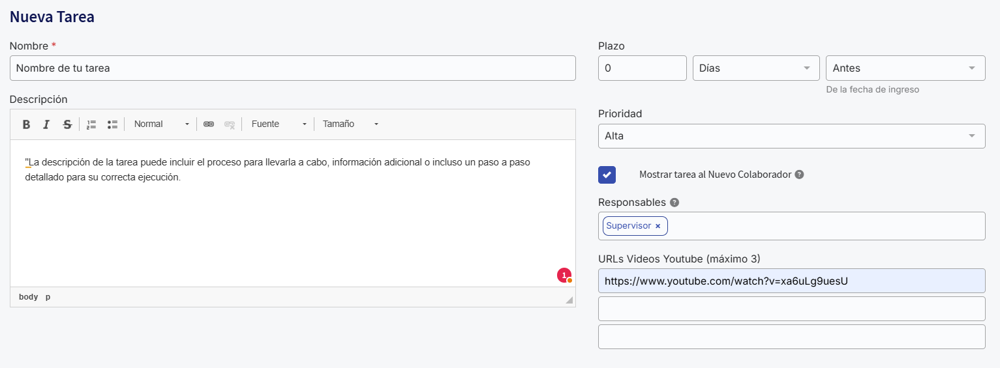 Nueva Tarea
Nombre *
Nombre de tu tarea
Descripción
B I S Normal Fuente Tamaño
"La descripción de la tarea puede incluir el proceso para llevarla a cabo, información adicional o incluso un paso a paso
detallado para su correcta ejecución.
1
body p
Plazo
0 Días Antes
De la fecha de ingreso
Prioridad
Alta
Mostrar tarea al Nuevo Colaborador ?
Responsables ?
Supervisor ×
URLs Videos Youtube (máximo 3)
https://www.youtube.com/watch?v=xa6uLg9uesU